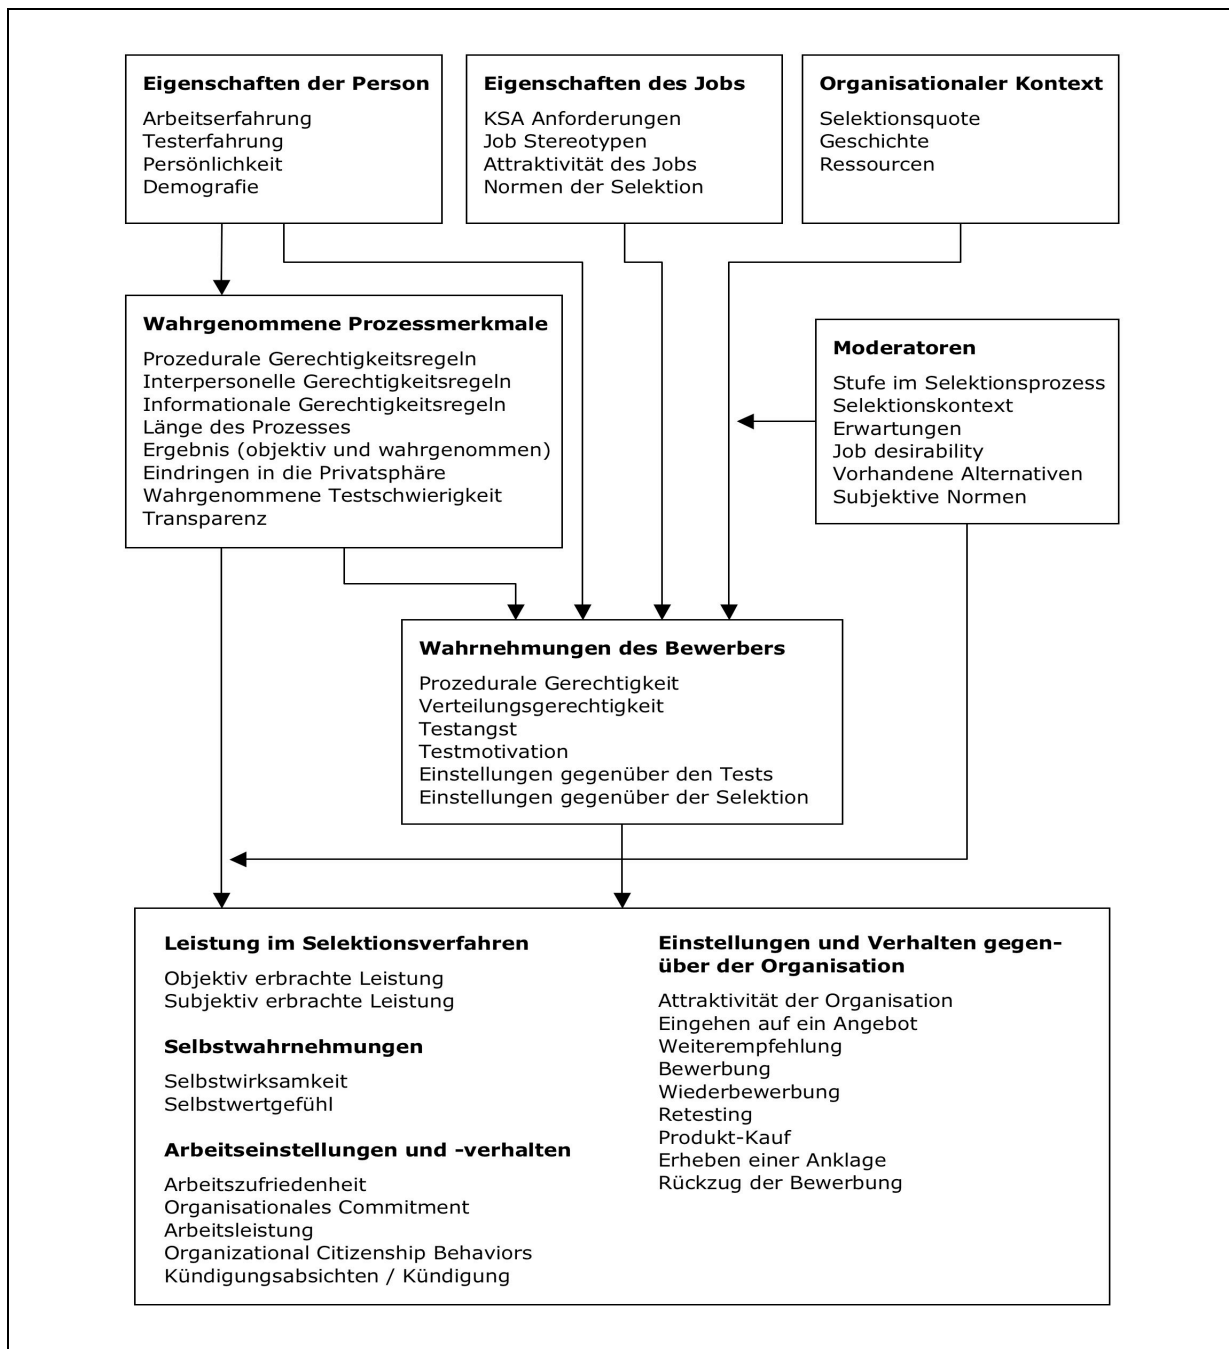 Eigenschaften der Person
Arbeitserfahrung
Testerfahrung
Persönlichkeit
Demografie
Eigenschaften des Jobs
KSA Anforderungen
Job Stereotypen
Attraktivität des Jobs
Normen der Selektion
Organisationaler Kontext
Selektionsquote
Geschichte
Ressourcen
Wahrgenommene Prozessmerkmale
Prozedurale Gerechtigkeitsregeln
Interpersonelle Gerechtigkeitsregeln
Informationale Gerechtigkeitsregeln
Länge des Prozesses
Ergebnis (objektiv und wahrgenommen)
Eindringen in die Privatsphäre
Wahrgenommene Testschwierigkeit
Transparenz
Moderatoren
Stufe im Selektionsprozess
Selektionskontext
Erwartungen
Job desirability
Vorhandene Alternativen
Subjektive Normen
Wahrnehmungen des Bewerbers
Prozedurale Gerechtigkeit
Verteilungsgerechtigkeit
Testangst
Testmotivation
Einstellungen gegenüber den Tests
Einstellungen gegenüber der Selektion
Leistung im Selektionsverfahren
Objektiv erbrachte Leistung
Subjektiv erbrachte Leistung
Selbstwahrnehmungen
Selbstwirksamkeit
Selbstwertgefühl
Arbeitseinstellungen und -verhalten
Arbeitszufriedenheit
Organisationales Commitment
Arbeitsleistung
Organizational Citizenship Behaviors
Kündigungsabsichten / Kündigung
Einstellungen und Verhalten gegen-
über der Organisation
Attraktivität der Organisation
Eingehen auf ein Angebot
Weiterempfehlung
Bewerbung
Wiederbewerbung
Retesting
Produkt-Kauf
Erheben einer Anklage
Rückzug der Bewerbung